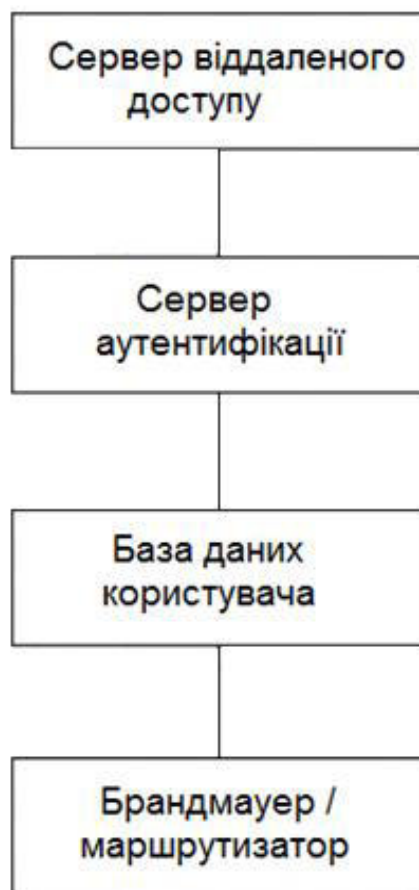 Сервер віддаленого
доступу
Сервер
аутентифікації
База даних
користувача
Брандмауер /
маршрутизатор